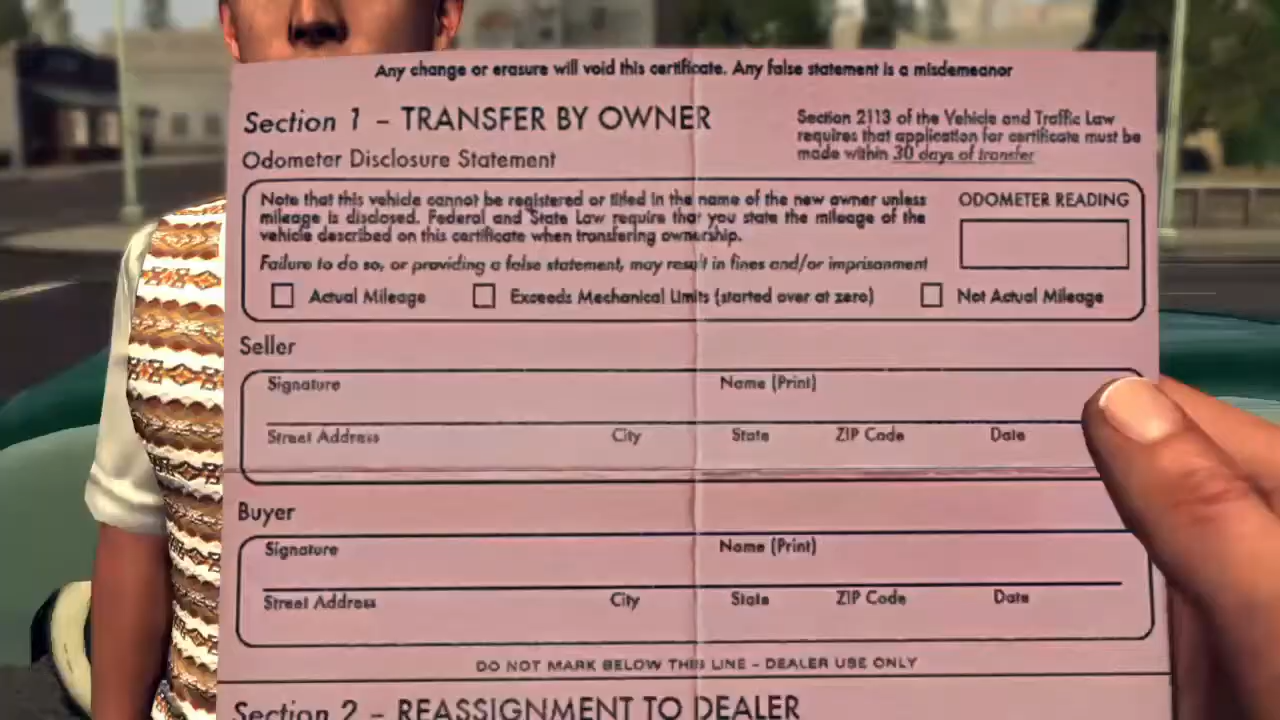 Any change or erasure will void this certificate. Any false statement is a misdemeanor
Section 1 – TRANSFER BY OWNER
Section 2113 of the Vehicle and Traffic Law
requires that application for certificate must be
made within 30 days of transfer
Odometer Disclosure Statement
Note that this vehicle cannot be registered or titled in the name of the new owner unless
mileage is disclosed. Federal and State Law require that you state the mileage of the
vehicle described on this certificate when transfering ownership.
Failure to do so, or providing a false statement, may result in fines and/or imprisonment
ODOMETER READING
Actual Mileage
Exceeds Mechanical Limits (started over at zero)
Not Actual Mileage
Seller
Signature Name (Print)
Street Address City State ZIP Code Date
Buyer
Signature Name (Print)
Street Address City State ZIP Code Date
DO NOT MARK BELOW THIS LINE – DEALER USE ONLY
Section 2 – REASSIGNMENT TO DEALER